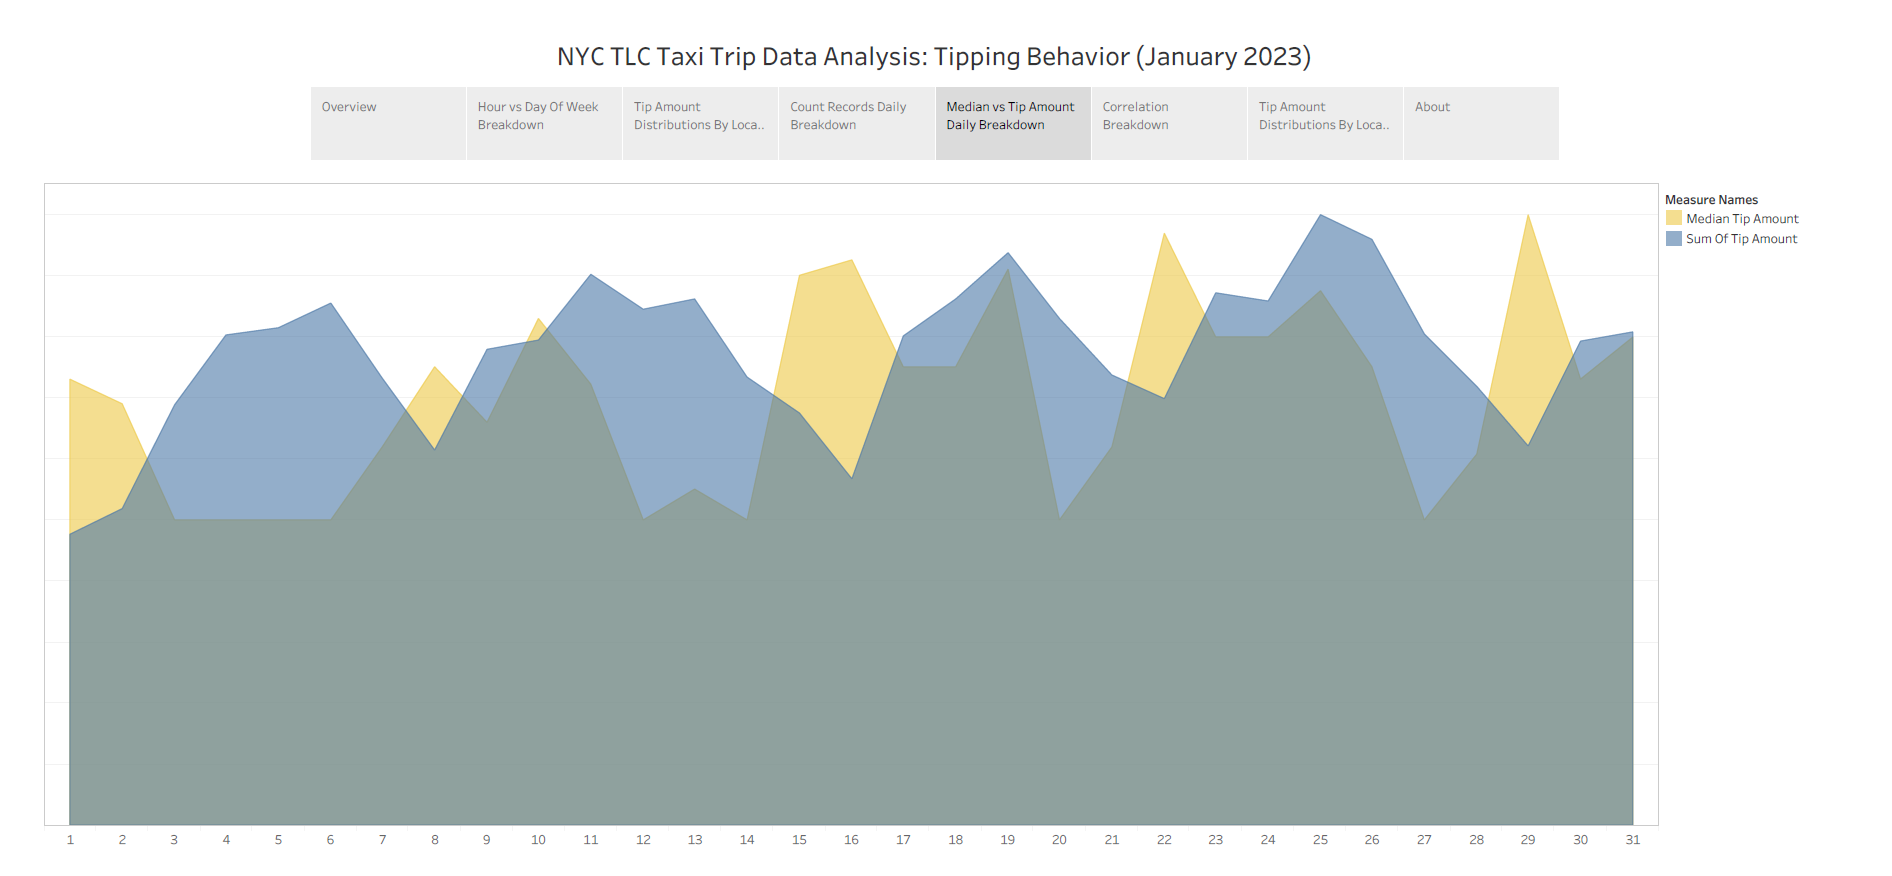 NYC TLC Taxi Trip Data Analysis: Tipping Behavior (January 2023)
Overview
Hour vs Day Of Week
Breakdown
Tip Amount
Distributions By Loca..
Count Records Daily
Breakdown
Median vs Tip Amount
Daily Breakdown
Correlation
Breakdown
Tip Amount
Distributions By Loca..
About
Measure Names
Median Tip Amount
Sum Of Tip Amount
1 2 3 4 5 6 7 8 9 10 11 12 13 14 15 16 17 18 19 20 21 22 23 24 25 26 27 28 29 30 31